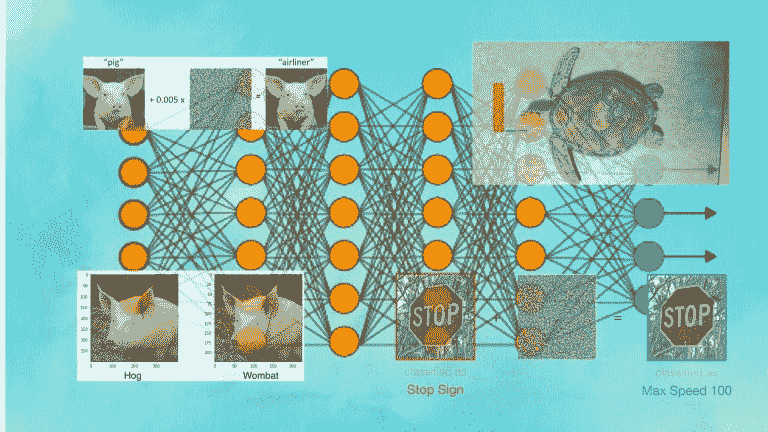 "pig"
"airliner"
+ 0.005 x
=
STOP
STOP
=
Hog
Wombat
classified as
classified as
Stop Sign
Max Speed 100